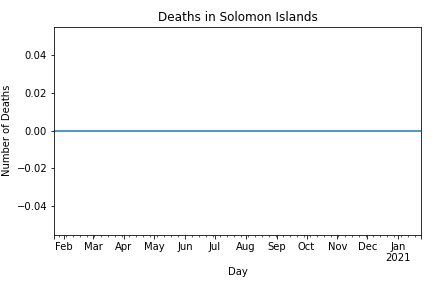 Deaths in Solomon Islands
Number of Deaths
0.04
0.02
0.00
−0.02
−0.04
Feb Mar Apr May Jun Jul Aug Sep Oct Nov Dec Jan
2021
Day